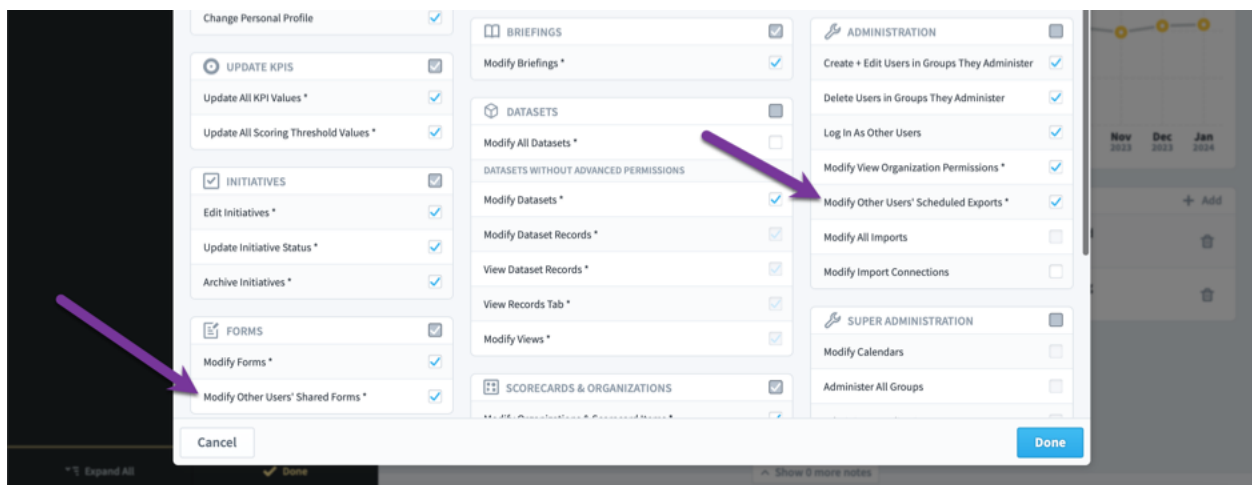 Change Personal Profile
UPDATE KPIS
Update All KPI Values *
Update All Scoring Threshold Values *
INITIATIVES
Edit Initiatives *
Update Initiative Status *
Archive Initiatives *
FORMS
Modify Forms *
Modify Other Users' Shared Forms *
BRIEFINGS
Modify Briefings *
DATASETS
Modify All Datasets *
DATASETS WITHOUT ADVANCED PERMISSIONS
Modify Datasets *
Modify Dataset Records *
View Dataset Records *
View Records Tab *
Modify Views *
SCORECARDS & ORGANIZATIONS
Modify Organizations & Scorecard Items *
ADMINISTRATION
Create + Edit Users in Groups They Administer
Delete Users in Groups They Administer
Log In As Other Users
Modify View Organization Permissions *
Modify Other Users' Scheduled Exports *
Modify All Imports
Modify Import Connections
SUPER ADMINISTRATION
Modify Calendars
Administer All Groups
Cancel
Done
Nov Dec Jan
2023 2023 2024
+ Add
Expand All
Done
Show 0 more notes